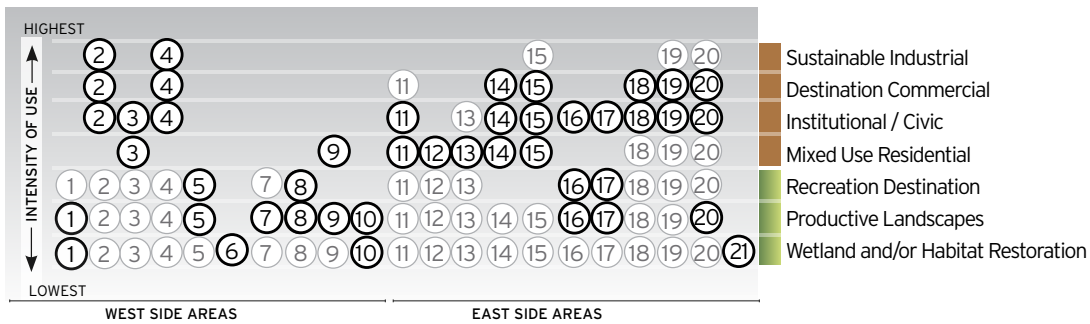 HIGHEST
2 4 15 19 20 Sustainable Industrial
2 4 11 14 15 18 19 20 Destination Commercial
2 3 4 11 13 14 15 16 17 18 19 20 Institutional / Civic
3 9 11 12 13 14 15 18 19 20 Mixed Use Residential
1 2 3 4 5 7 8 11 12 13 16 17 18 19 20 Recreation Destination
1 2 3 4 5 7 8 9 10 11 12 13 14 15 16 17 18 19 20 Productive Landscapes
1 2 3 4 5 6 7 8 9 10 11 12 13 14 15 16 17 18 19 20 21 Wetland and/or Habitat Restoration
INTENSITY OF USE
LOWEST
WEST SIDE AREAS EAST SIDE AREAS